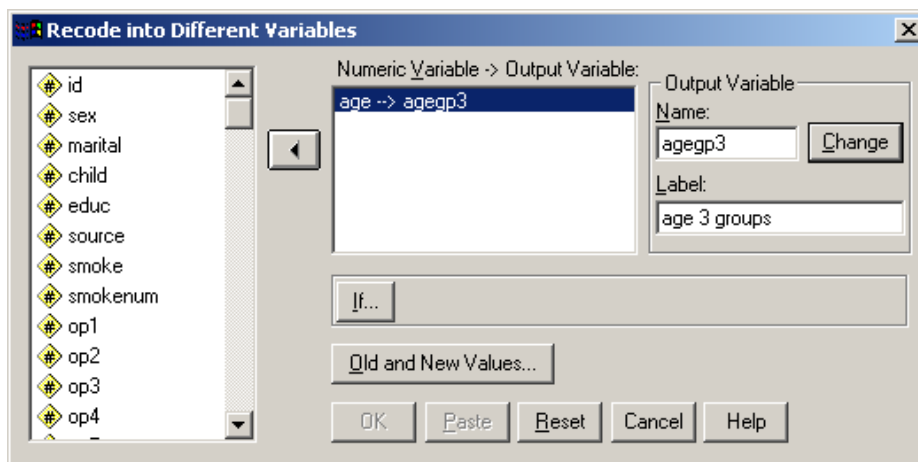 Recode into Different Variables
id
sex
marital
child
educ
source
smoke
smokenum
op1
op2
op3
op4
Numeric Variable -> Output Variable:
age --> agegp3
Output Variable
Name:
agegp3
Change
Label:
age 3 groups
If...
Old and New Values...
OK
Paste
Reset
Cancel
Help